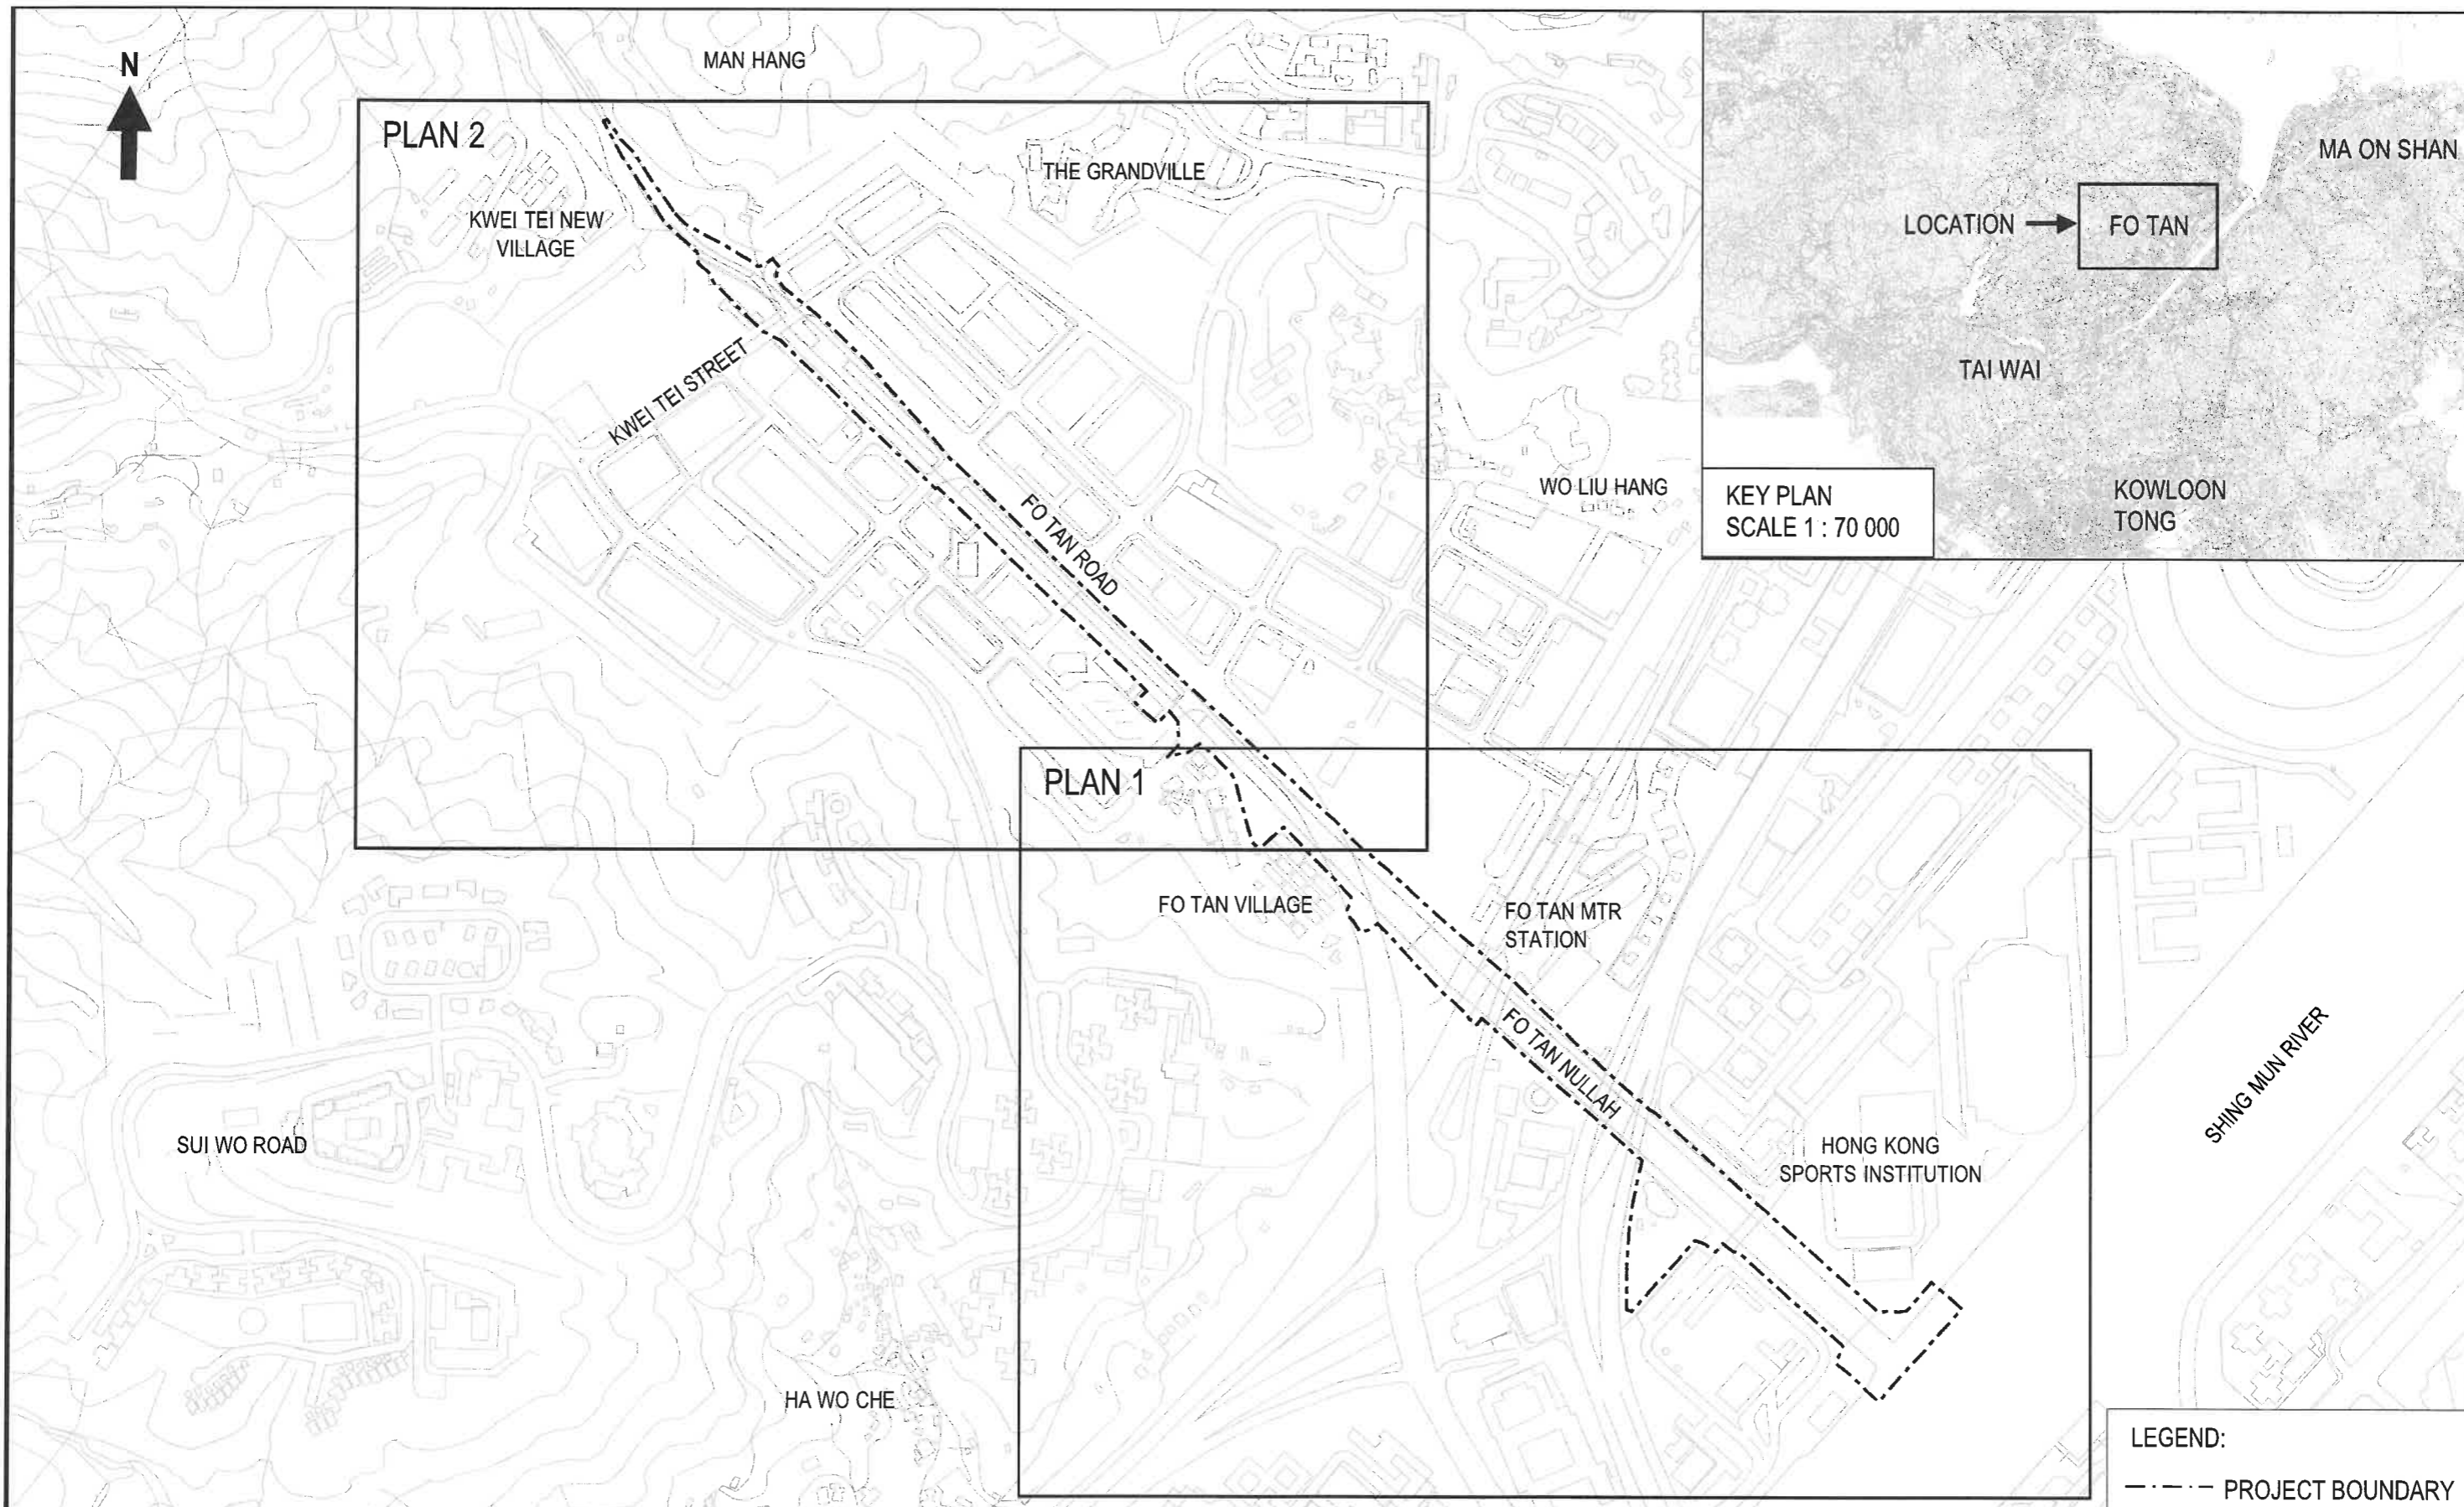 N
MAN HANG
PLAN 2
THE GRANDVILLE
KWEI TEI NEW
VILLAGE
KWEI TEI STREET
FO TAN ROAD
WO LIU HANG
MA ON SHAN
LOCATION
FO TAN
TAI WAI
KOWLOON
TONG
KEY PLAN
SCALE 1 : 70 000
PLAN 1
FO TAN VILLAGE
FO TAN MTR
STATION
FO TAN NULLAH
SHING MUN RIVER
HONG KONG
SPORTS INSTITUTION
SUI WO ROAD
HA WO CHE
LEGEND:
PROJECT BOUNDARY